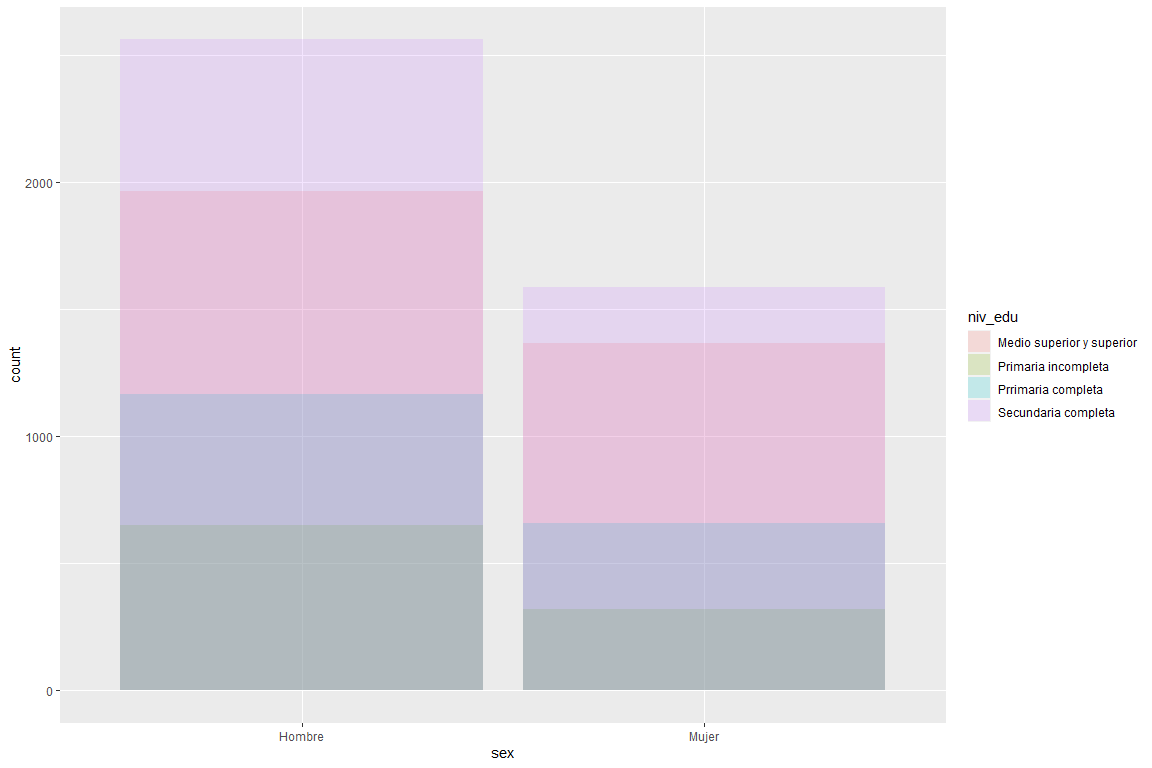 2000
1000
0
count
Hombre
Mujer
sex
niv_edu
Medio superior y superior
Primaria incompleta
Prrimaria completa
Secundaria completa